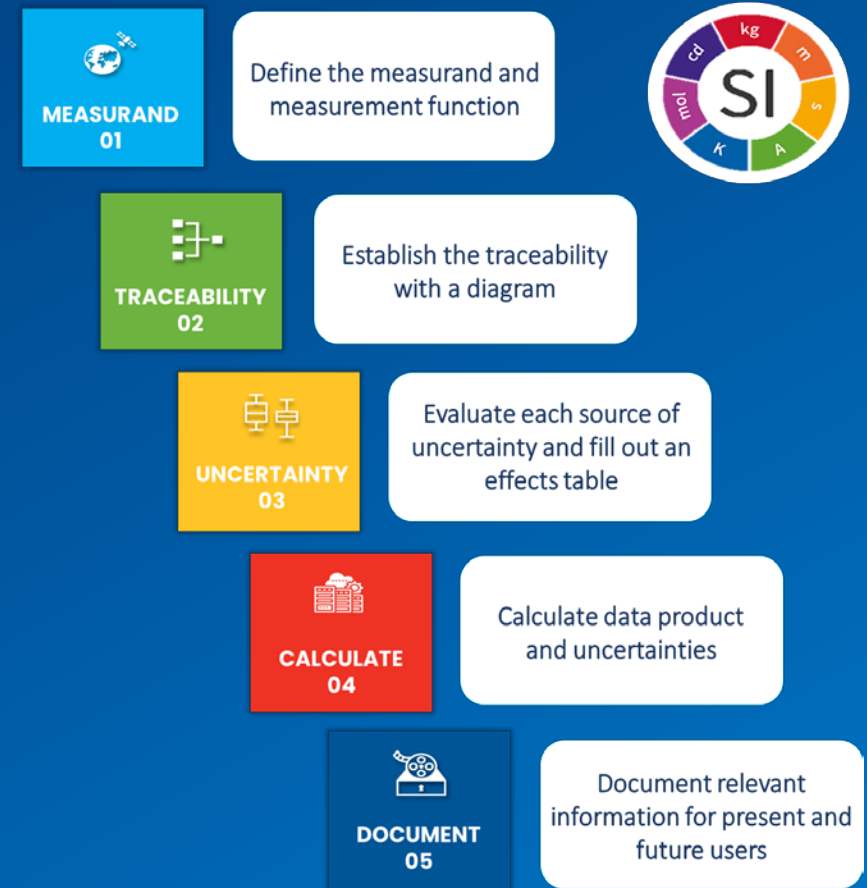 MEASURAND
01
Define the measurand and
measurement function
kg
m
s
A
K
mol
cd
SI
TRACEABILITY
02
Establish the traceability
with a diagram
UNCERTAINTY
03
Evaluate each source of
uncertainty and fill out an
effects table
CALCULATE
04
Calculate data product
and uncertainties
DOCUMENT
05
Document relevant
information for present and
future users